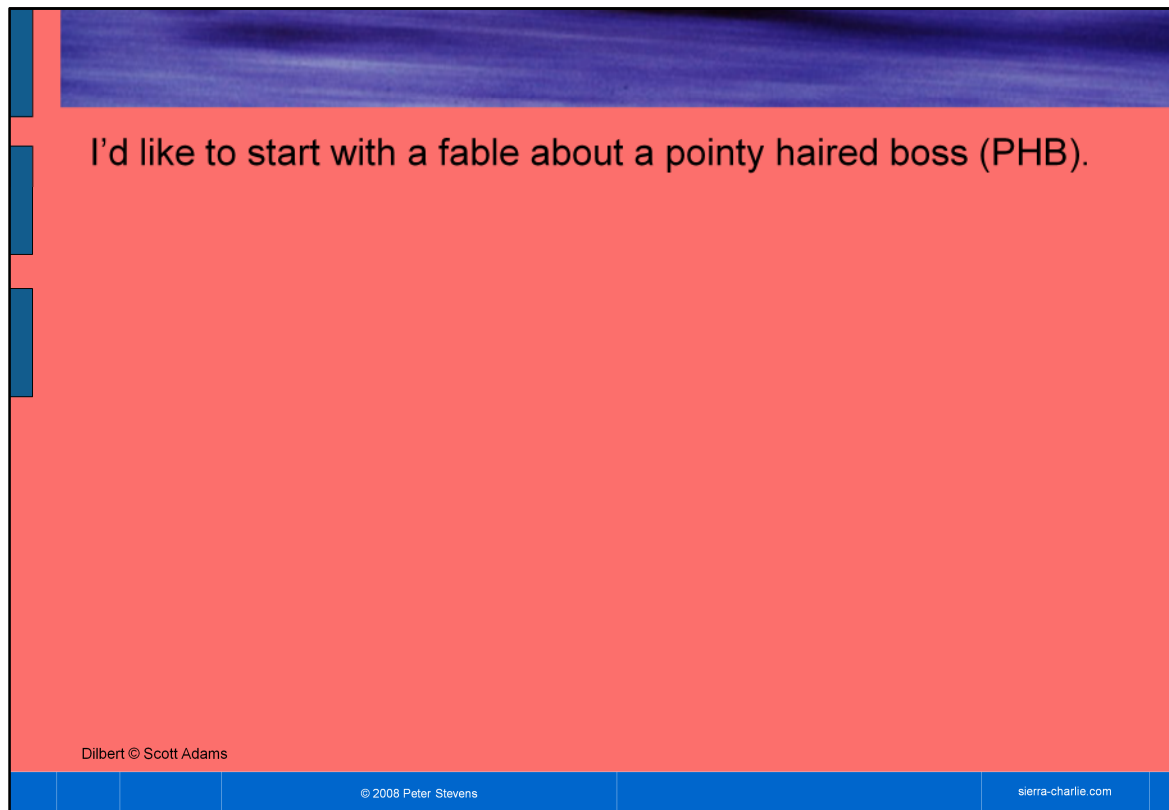 I'd like to start with a fable about a pointy haired boss (PHB).
Dilbert © Scott Adams
© 2008 Peter Stevens
sierra-charlie.com